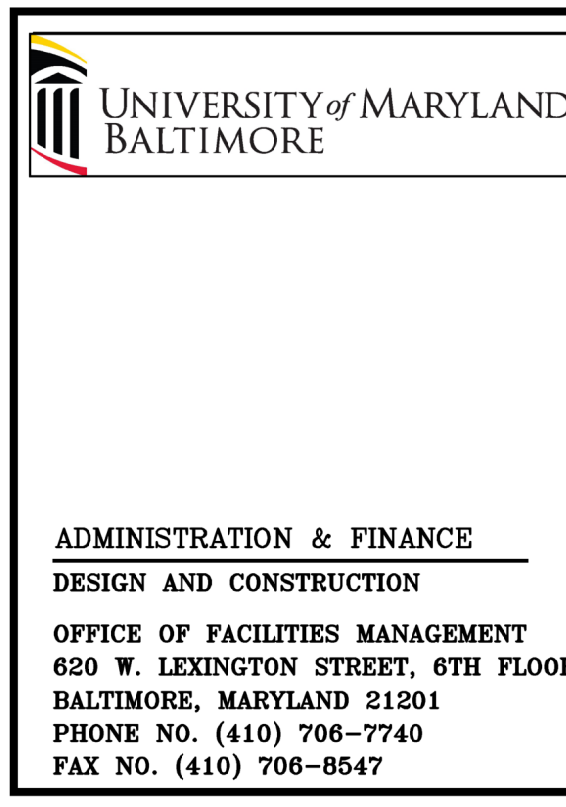 UNIVERSITY of MARYLAND
BALTIMORE
ADMINISTRATION & FINANCE
DESIGN AND CONSTRUCTION
OFFICE OF FACILITIES MANAGEMENT
620 W. LEXINGTON STREET, 6TH FLOOR
BALTIMORE, MARYLAND 21201
PHONE NO. (410) 706-7740
FAX NO. (410) 706-8547